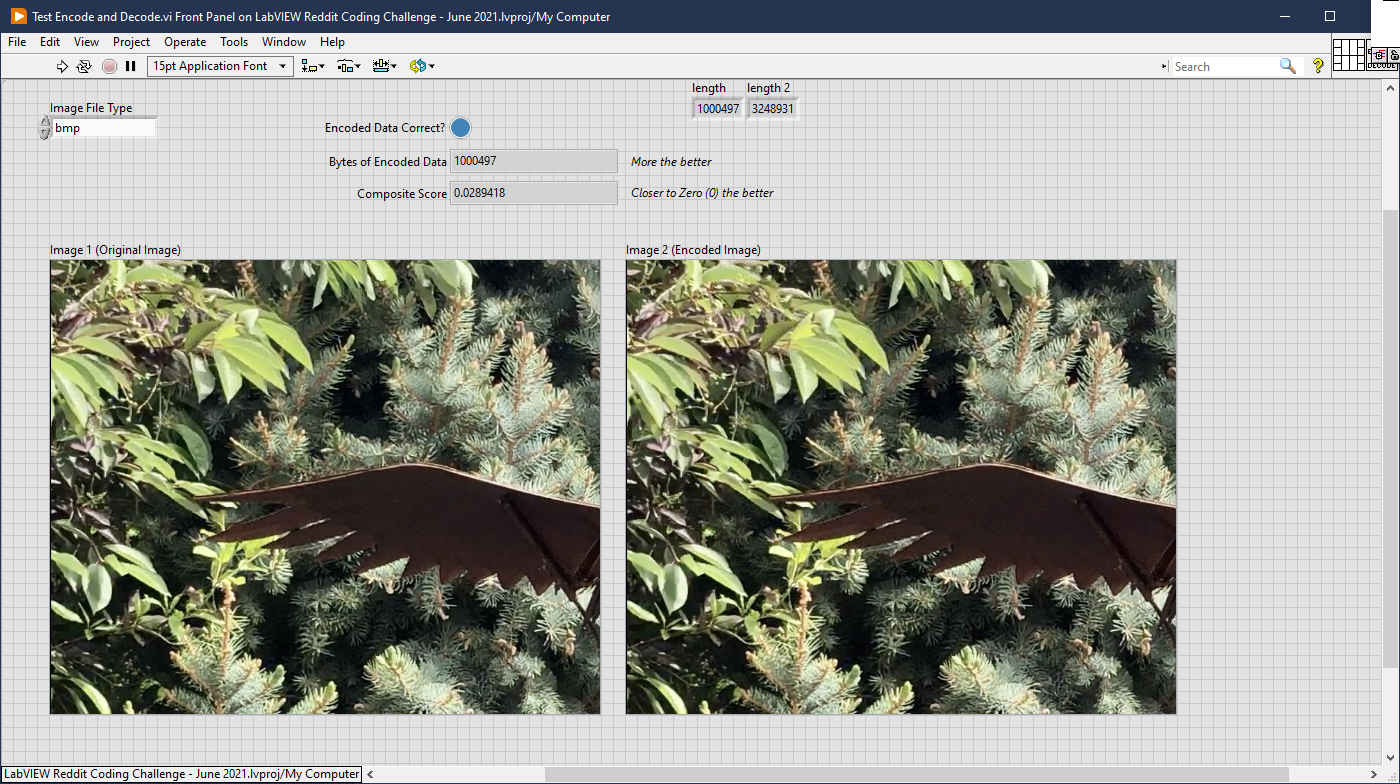 Test Encode and Decode.vi Front Panel on LabVIEW Reddit Coding Challenge - June 2021.lvproj/My Computer
File Edit View Project Operate Tools Window Help
15pt Application Font
Search
?
length length 2
1000497 3248931
Image File Type
bmp
Encoded Data Correct?
Bytes of Encoded Data 1000497 More the better
Composite Score 0.0289418 Closer to Zero (0) the better
Image 1 (Original Image) Image 2 (Encoded Image)
LabVIEW Reddit Coding Challenge - June 2021.lvproj/My Computer